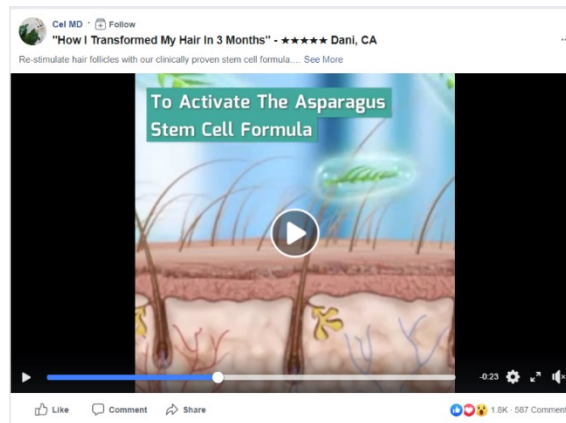 Cel MD · Follow
"How I Transformed My Hair In 3 Months" - ★★★★★ Dani, CA
Re-stimulate hair follicles with our clinically proven stem cell formula.... See More
To Activate The Asparagus
Stem Cell Formula
-0:23
Like Comment Share 1.8K · 587 Comment